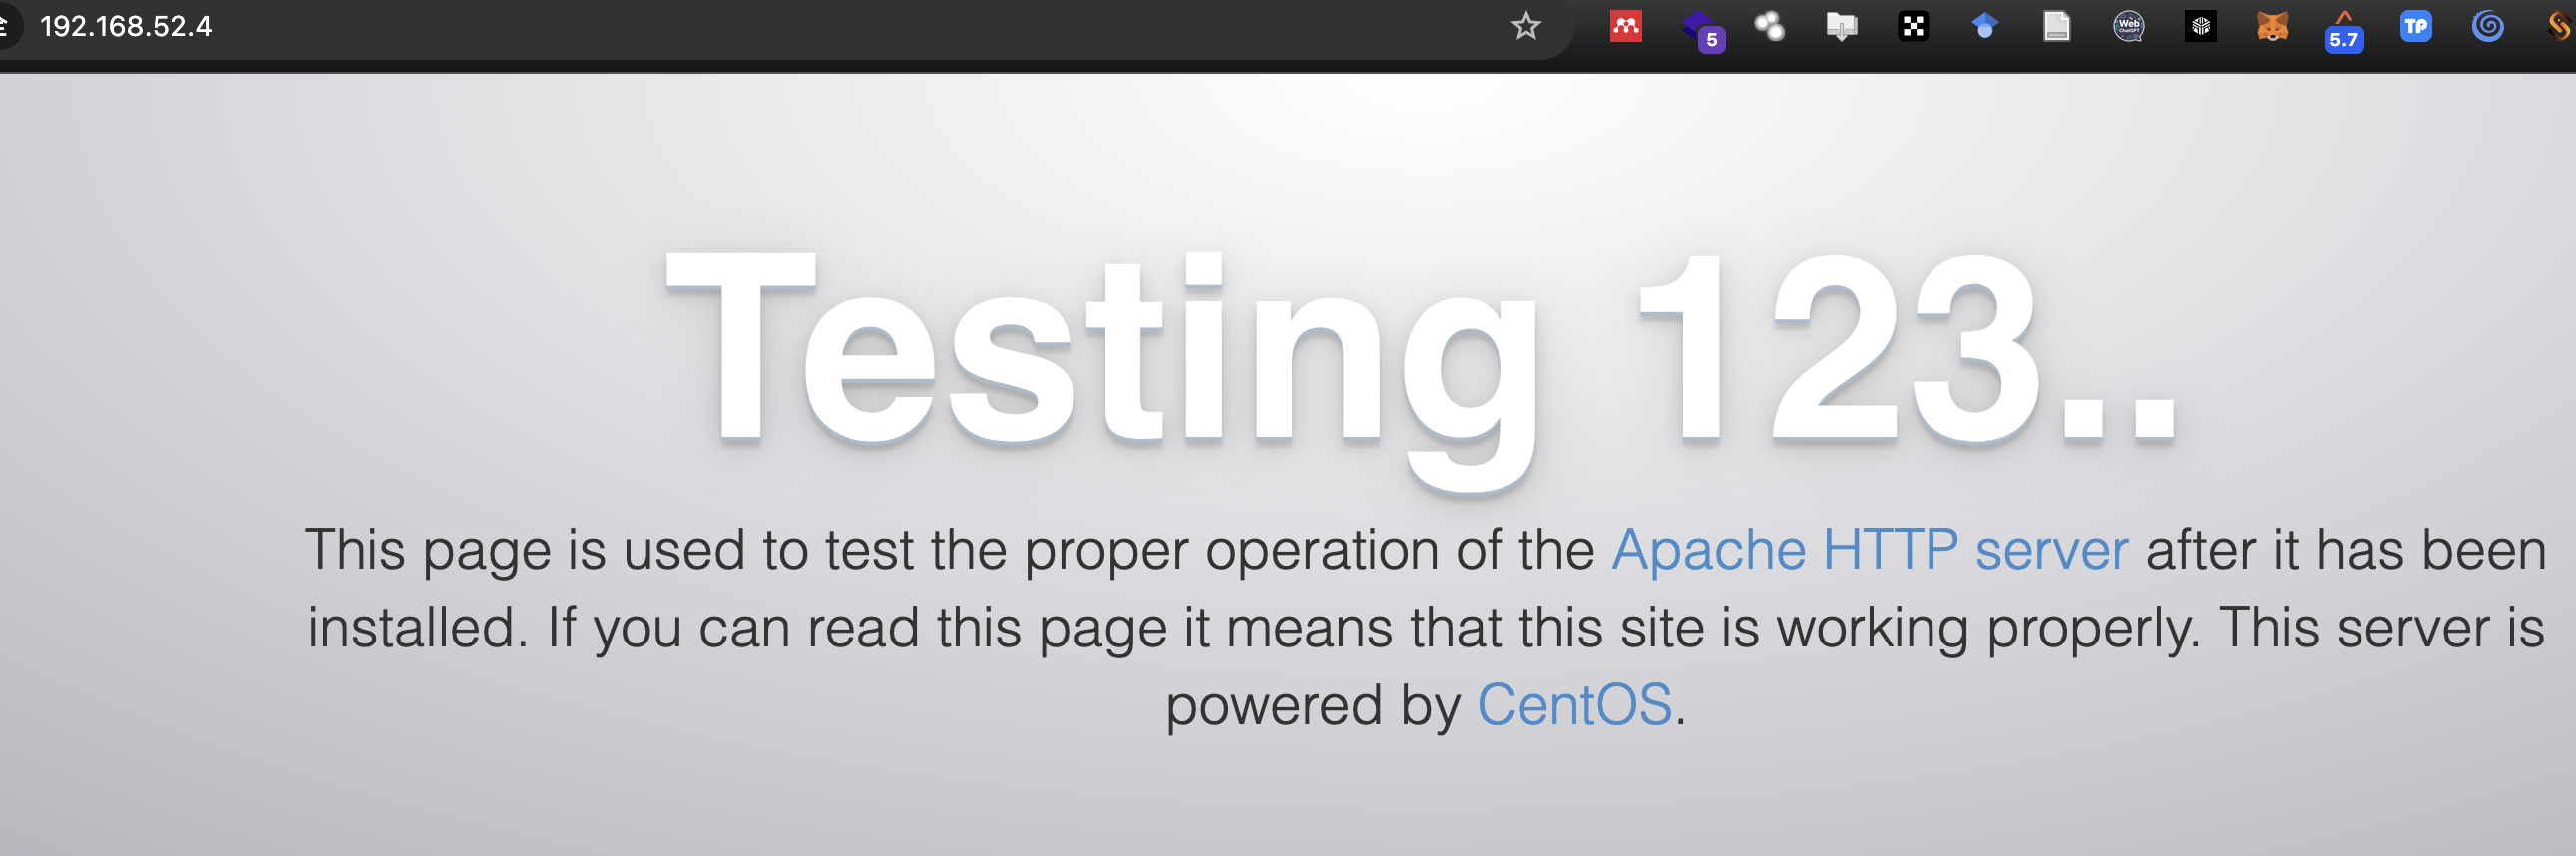 192.168.52.4
5
Web
ChatGPT
5.7
TP
Testing 123..
This page is used to test the proper operation of the Apache HTTP server after it has been
installed. If you can read this page it means that this site is working properly. This server is
powered by CentOS.